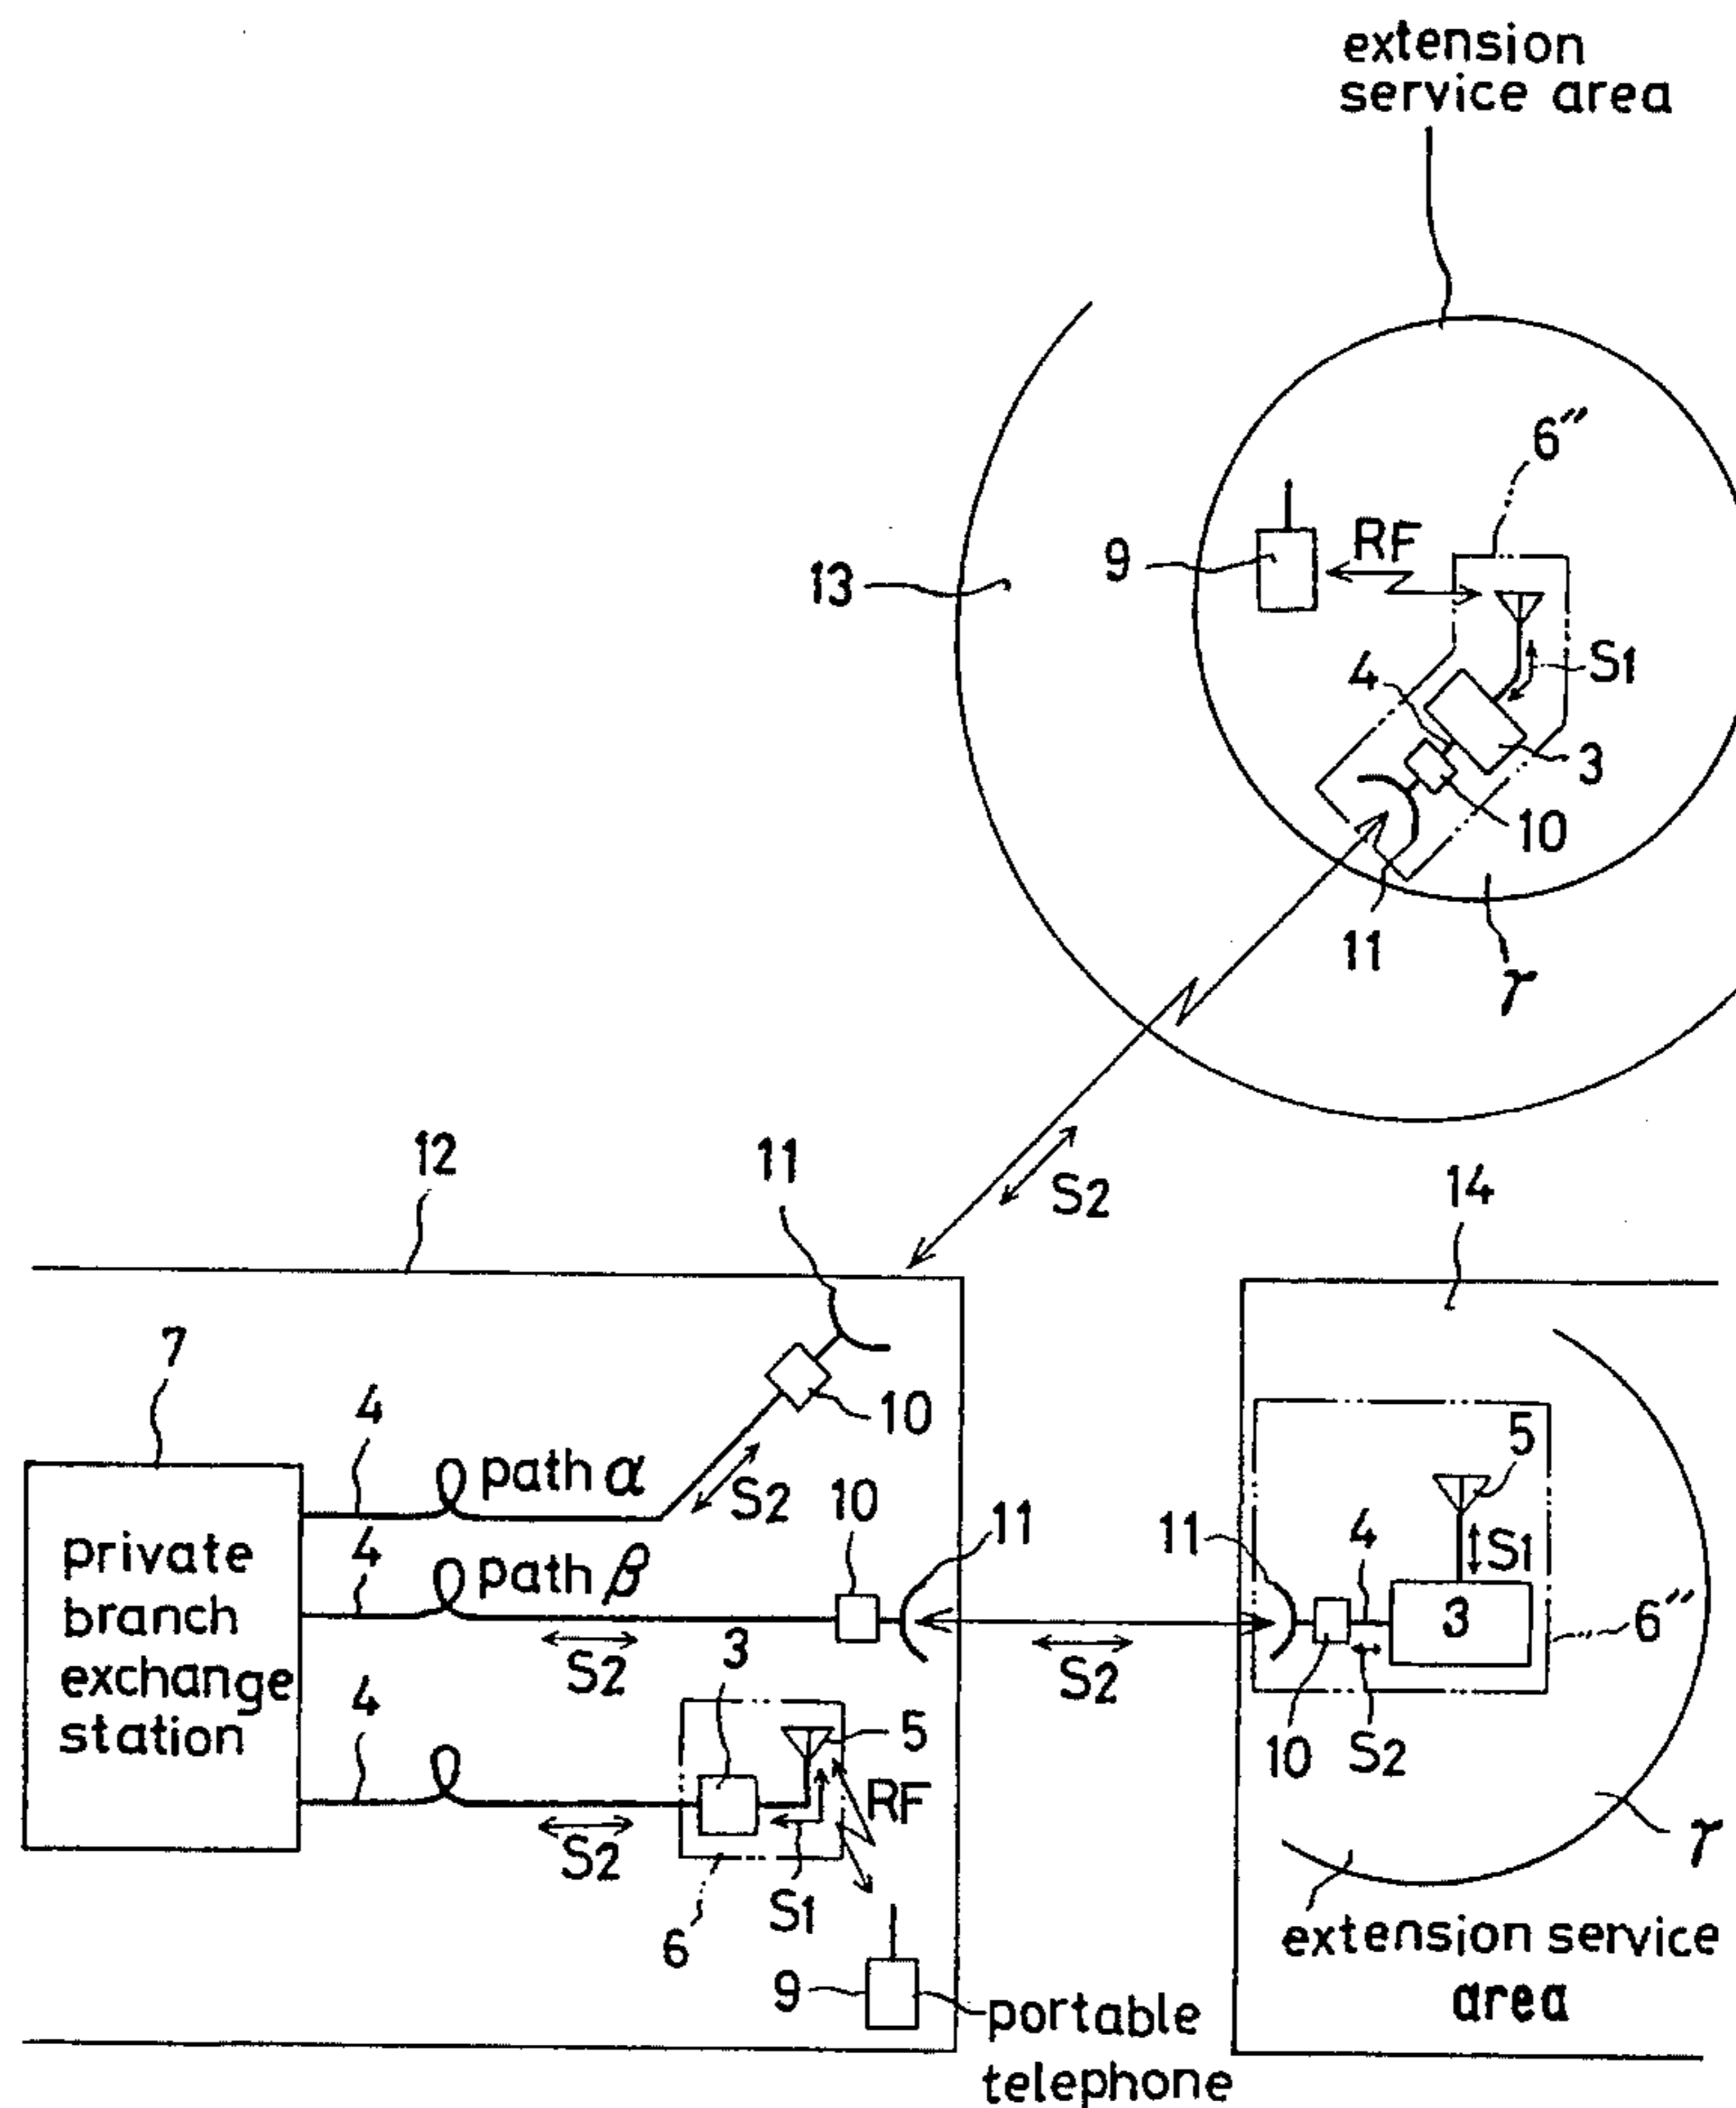 extension
service area
6″
RF
9
13
S1
4
3
10
11
γ
S2
12
11
14
7
4
10
5
path α
S2
10
11
11
4
S1
4
path β
private
branch
exchange
station
3
6″
S2
3
S2
4
10
S2
5
RF
γ
S2
S1
6
extension service
area
9
portable
telephone